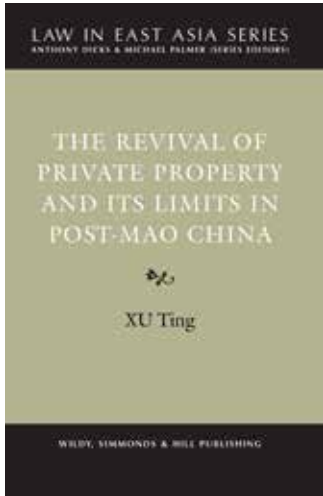 LAW IN EAST ASIA SERIES
ANTHONY DICKS & MICHAEL PALMER (SERIES EDITORS)
THE REVIVAL OF
PRIVATE PROPERTY
AND ITS LIMITS IN
POST-MAO CHINA
XU Ting
WILDY, SIMMONDS & HILL PUBLISHING